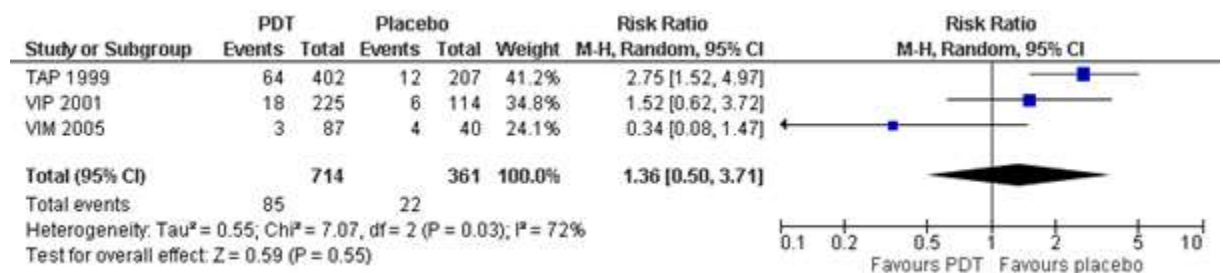 PDT Placebo Risk Ratio Risk Ratio
Study or Subgroup Events Total Events Total Weight M-H, Random, 95% CI M-H, Random, 95% CI
TAP 1999 64 402 12 207 41.2% 2.75 [1.52, 4.97]
VIP 2001 18 225 6 114 34.8% 1.52 [0.62, 3.72]
VIM 2005 3 87 4 40 24.1% 0.34 [0.08, 1.47]
Total (95% CI) 714 361 100.0% 1.36 [0.50, 3.71]
Total events 85 22
Heterogeneity: Tau² = 0.55; Chi² = 7.07, df = 2 (P = 0.03); I² = 72%
Test for overall effect: Z = 0.59 (P = 0.55)
0.1 0.2 0.5 1 2 5 10
Favours PDT Favours placebo